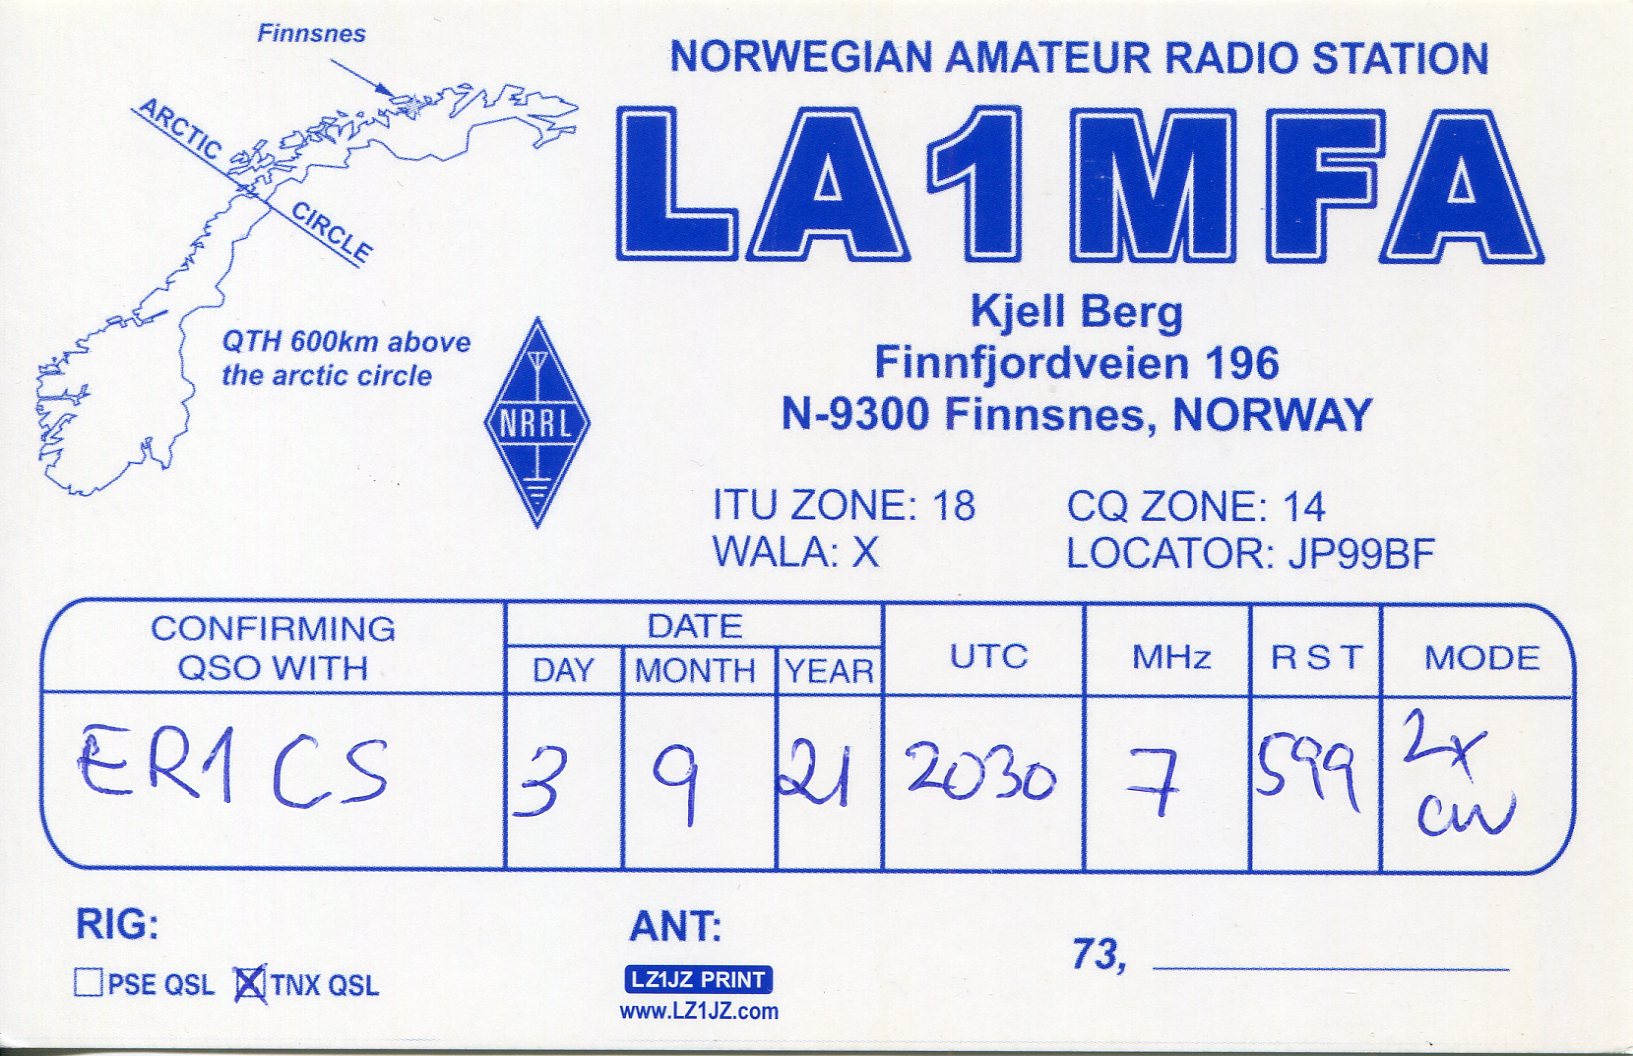 Finnsnes
ARCTIC CIRCLE
QTH 600km above
the arctic circle
NRRL
NORWEGIAN AMATEUR RADIO STATION
LA1MFA
Kjell Berg
Finnfjordveien 196
N-9300 Finnsnes, NORWAY
ITU ZONE: 18 CQ ZONE: 14
WALA: X LOCATOR: JP99BF
CONFIRMING
QSO WITH
DATE
DAY MONTH YEAR
UTC MHz RST MODE
ER1CS 3 9 21 2030 7 599 2x
CW
RIG: ANT:
73,
PSE QSL TNX QSL
LZ1JZ PRINT
www.LZ1JZ.com